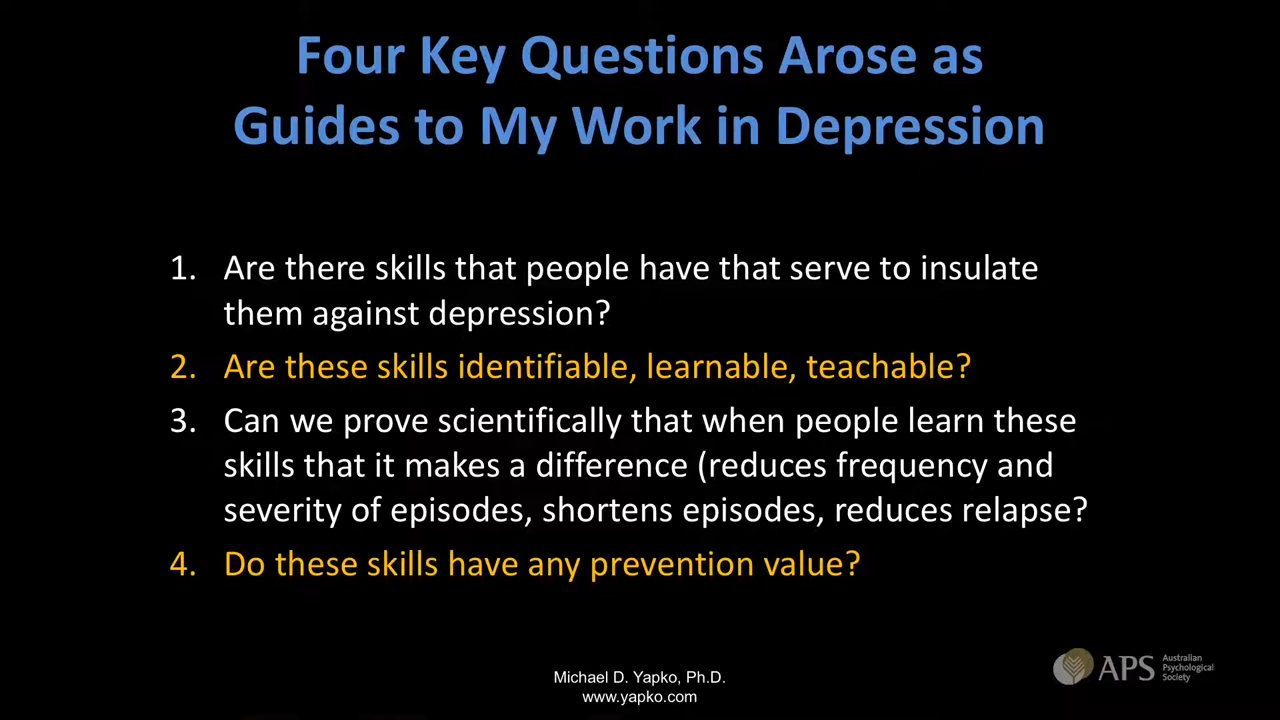 Four Key Questions Arose as
Guides to My Work in Depression
1. Are there skills that people have that serve to insulate
them against depression?
2. Are these skills identifiable, learnable, teachable?
3. Can we prove scientifically that when people learn these
skills that it makes a difference (reduces frequency and
severity of episodes, shortens episodes, reduces relapse?
4. Do these skills have any prevention value?
Michael D. Yapko, Ph.D.
www.yapko.com
APS
Australian
Psychological
Society